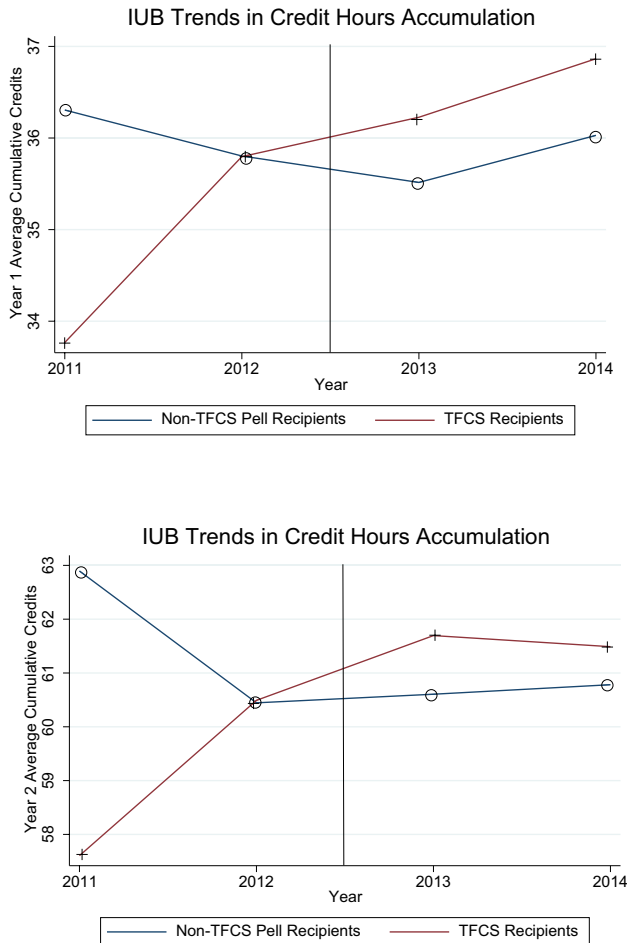 IUB Trends in Credit Hours Accumulation
Year 1 Average Cumulative Credits
37
36
35
34
2011 2012 2013 2014
Year
Non-TFCS Pell Recipients TFCS Recipients
IUB Trends in Credit Hours Accumulation
Year 2 Average Cumulative Credits
63
62
61
60
59
58
2011 2012 2013 2014
Year
Non-TFCS Pell Recipients TFCS Recipients